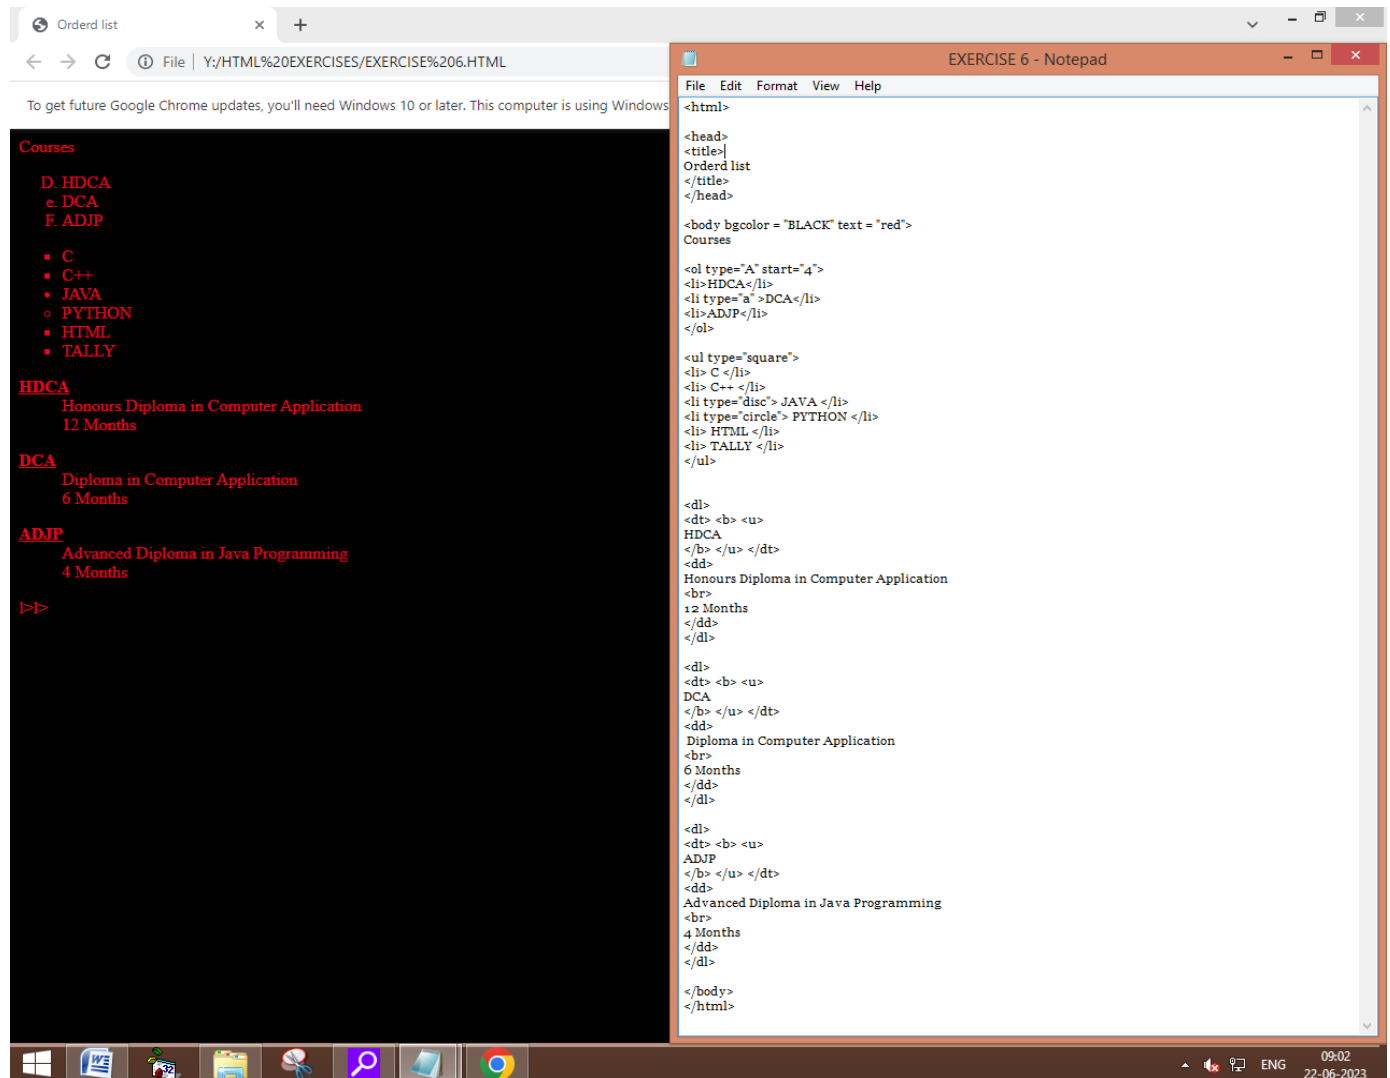 Orderd list
File
Y:/HTML%20EXERCISES/EXERCISE%206.HTML
To get future Google Chrome updates, you'll need Windows 10 or later. This computer is using Windows
Courses
D. HDCA
e. DCA
F. ADJP
C
C++
JAVA
PYTHON
HTML
TALLY
HDCA
Honours Diploma in Computer Application
12 Months
DCA
Diploma in Computer Application
6 Months
ADJP
Advanced Diploma in Java Programming
4 Months
l>l>
EXERCISE 6 - Notepad
File Edit Format View Help
<html>
<head>
<title>
Orderd list
</title>
</head>
<body bgcolor = "BLACK" text = "red">
Courses
<ol type="A" start="4">
<li>HDCA</li>
<li type="a" >DCA</li>
<li>ADJP</li>
</ol>
<ul type="square">
<li> C </li>
<li> C++ </li>
<li type="disc"> JAVA </li>
<li type="circle"> PYTHON </li>
<li> HTML </li>
<li> TALLY </li>
</ul>
<dl>
<dt> <b> <u>
HDCA
</b> </u> </dt>
<dd>
Honours Diploma in Computer Application
<br>
12 Months
</dd>
</dl>
<dl>
<dt> <b> <u>
DCA
</b> </u> </dt>
<dd>
Diploma in Computer Application
<br>
6 Months
</dd>
</dl>
<dl>
<dt> <b> <u>
ADJP
</b> </u> </dt>
<dd>
Advanced Diploma in Java Programming
<br>
4 Months
</dd>
</dl>
</body>
</html>
32
ENG
09:02
22-06-2023